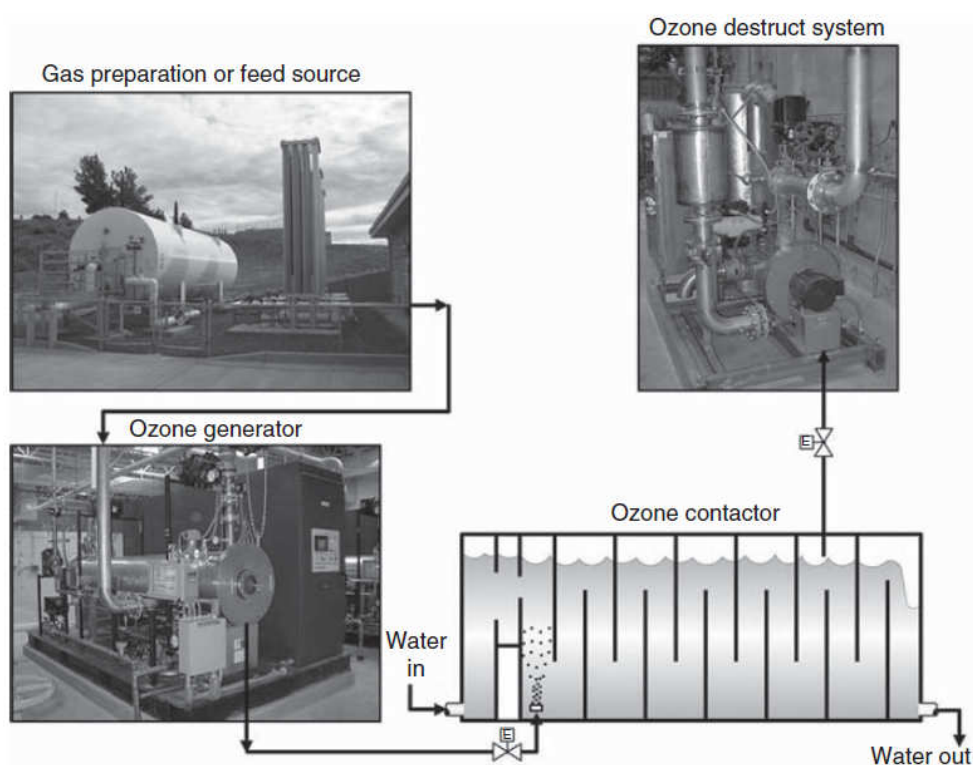 Ozone destruct system
Gas preparation or feed source
Ozone generator
Ozone contactor
E
Water
in
E
Water out